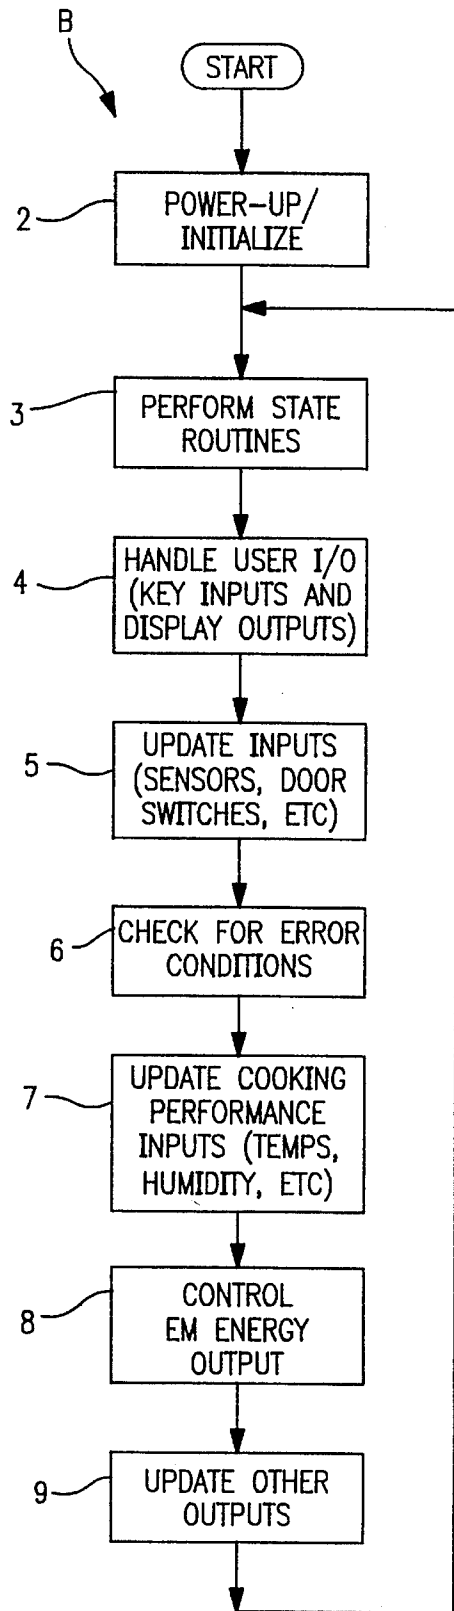 B
START
2
POWER-UP/
INITIALIZE
3
PERFORM STATE
ROUTINES
4
HANDLE USER I/O
(KEY INPUTS AND
DISPLAY OUTPUTS)
5
UPDATE INPUTS
(SENSORS, DOOR
SWITCHES, ETC)
6
CHECK FOR ERROR
CONDITIONS
7
UPDATE COOKING
PERFORMANCE
INPUTS (TEMPS,
HUMIDITY, ETC)
8
CONTROL
EM ENERGY
OUTPUT
9
UPDATE OTHER
OUTPUTS